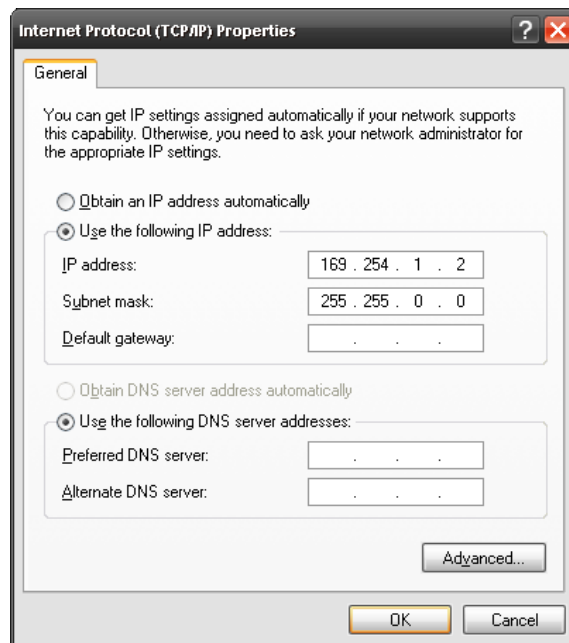 Internet Protocol (TCP/IP) Properties
General
You can get IP settings assigned automatically if your network supports
this capability. Otherwise, you need to ask your network administrator for
the appropriate IP settings.
Obtain an IP address automatically
Use the following IP address:
IP address: 169 . 254 . 1 . 2
Subnet mask: 255 . 255 . 0 . 0
Default gateway: . . .
Obtain DNS server address automatically
Use the following DNS server addresses:
Preferred DNS server: . . .
Alternate DNS server: . . .
Advanced...
OK Cancel